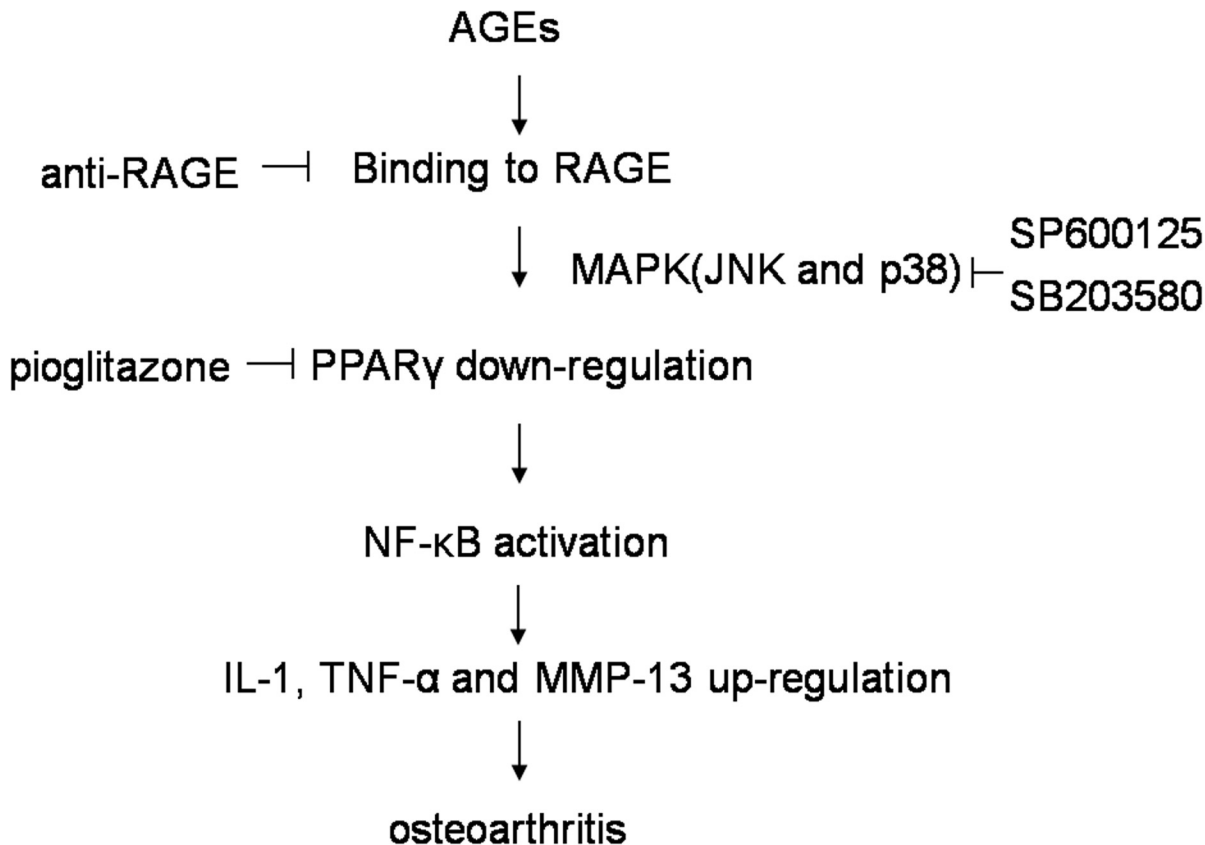 AGEs
anti-RAGE
Binding to RAGE
MAPK(JNK and p38)
SP600125
SB203580
pioglitazone
PPARγ down-regulation
NF-κB activation
IL-1, TNF-α and MMP-13 up-regulation
osteoarthritis